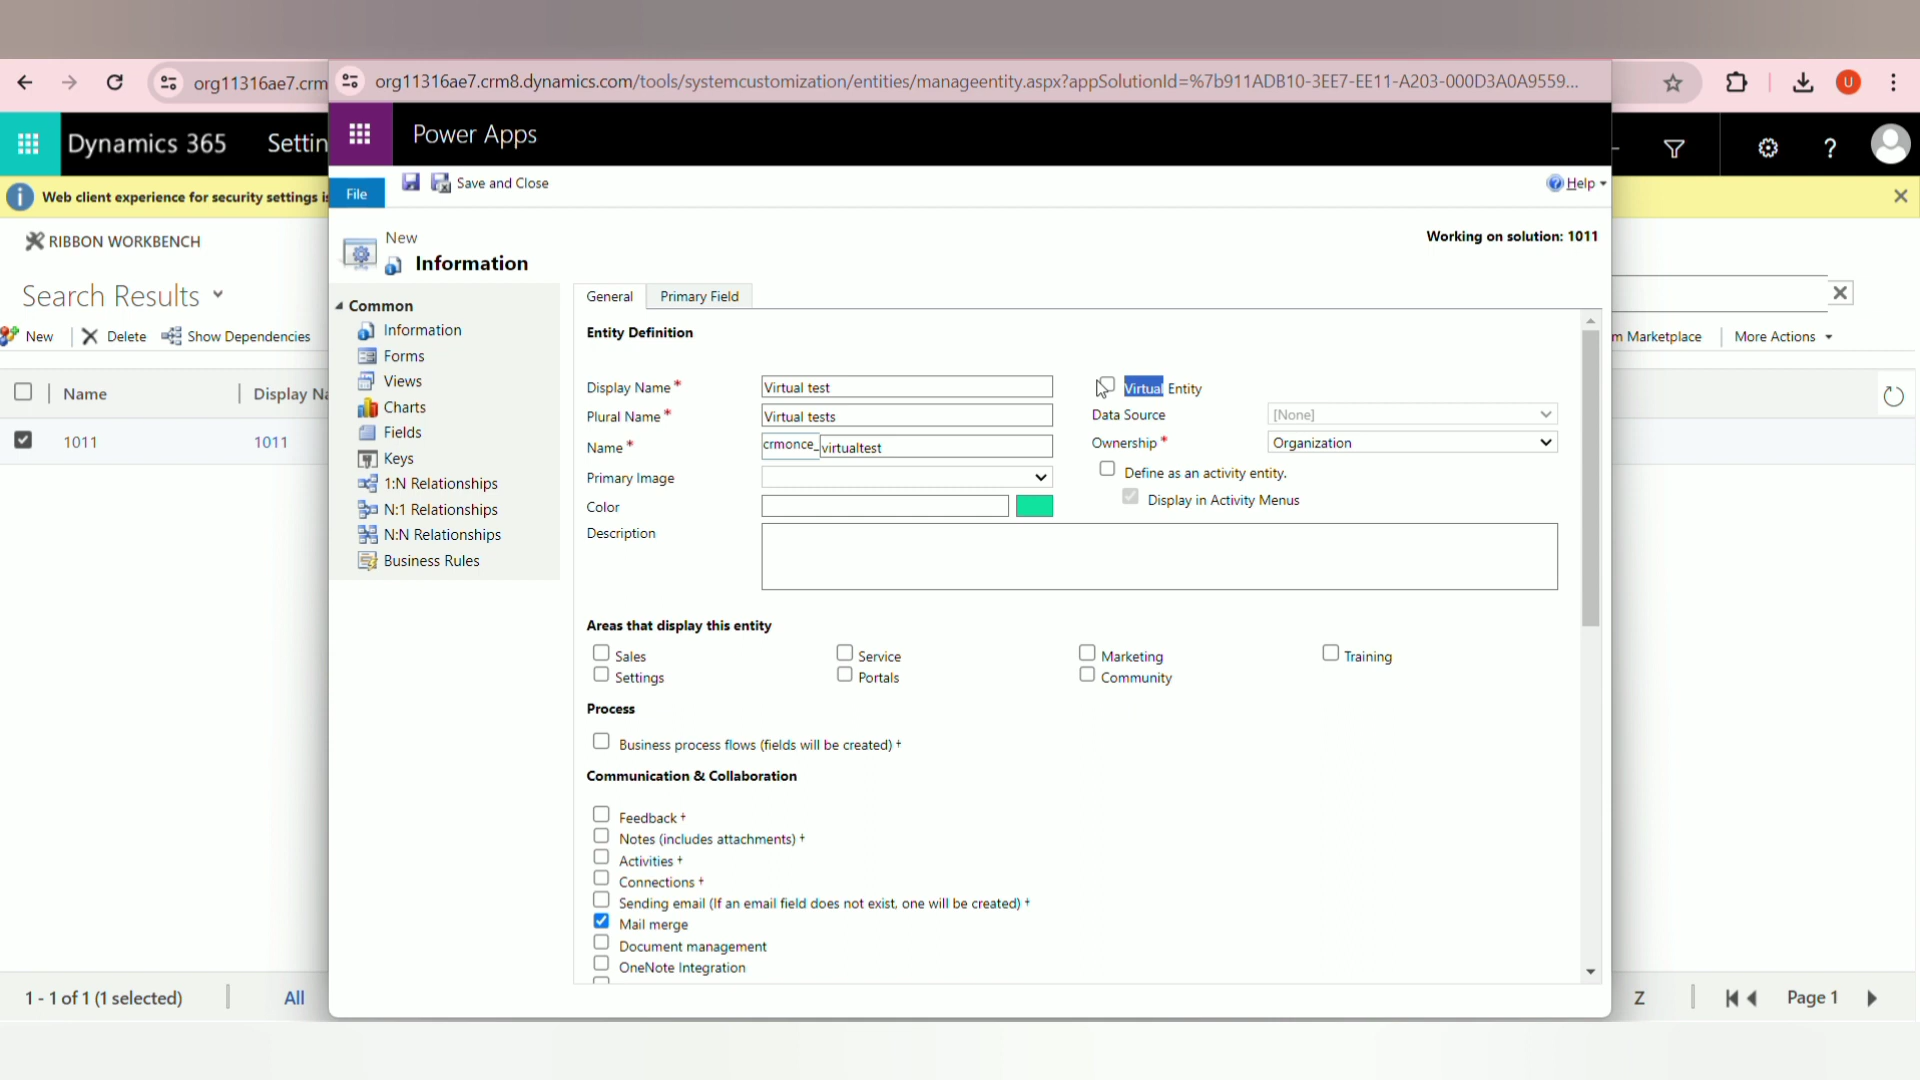 org11316ae7.crm
org11316ae7.crm8.dynamics.com/tools/systemcustomization/entities/manageentity.aspx?appSolutionId=%7b911ADB10-3EE7-EE11-A203-000D3A0A9559...
U
Dynamics 365
Settin
Power Apps
?
Web client experience for security settings is
File
Save and Close
Help
RIBBON WORKBENCH
New
Information
Working on solution: 1011
Search Results
New
Delete
Show Dependencies
m Marketplace
More Actions
Name
Display Na
1011
1011
Common
Information
Forms
Views
Charts
Fields
Keys
1:N Relationships
N:1 Relationships
N:N Relationships
Business Rules
General
Primary Field
Entity Definition
Display Name*
Virtual test
Virtual Entity
Plural Name*
Virtual tests
Data Source
[None]
Name*
crmonce_
virtualtest
Ownership*
Organization
Primary Image
Define as an activity entity.
Color
Display in Activity Menus
Description
Areas that display this entity
Sales
Service
Marketing
Training
Settings
Portals
Community
Process
Business process flows (fields will be created) +
Communication & Collaboration
Feedback +
Notes (includes attachments) +
Activities +
Connections +
Sending email (If an email field does not exist, one will be created) +
Mail merge
Document management
OneNote Integration
1 - 1 of 1 (1 selected)
All
Z
Page 1